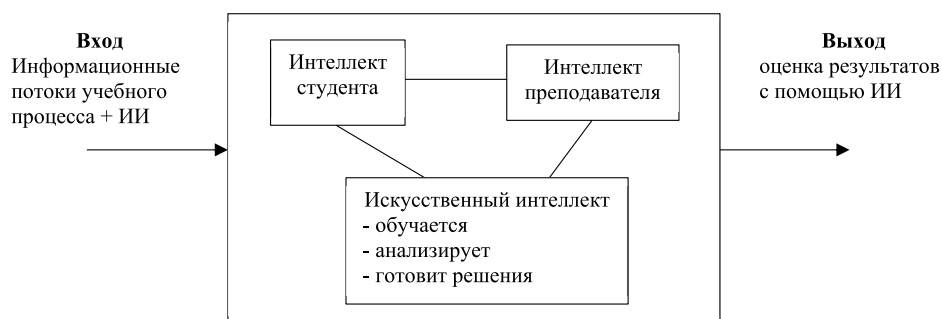 Вход
Информационные
потоки учебного
процесса + ИИ
Интеллект
студента
Интеллект
преподавателя
Искусственный интеллект
- обучается
- анализирует
- готовит решения
Выход
оценка результатов
с помощью ИИ